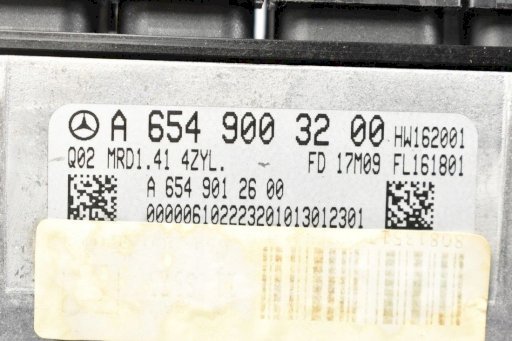 A 654 900 32 00 HW162001
Q02 MRD1.41 4ZYL. FD 17M09 FL161801
A 654 901 26 00
000006102223201013012301